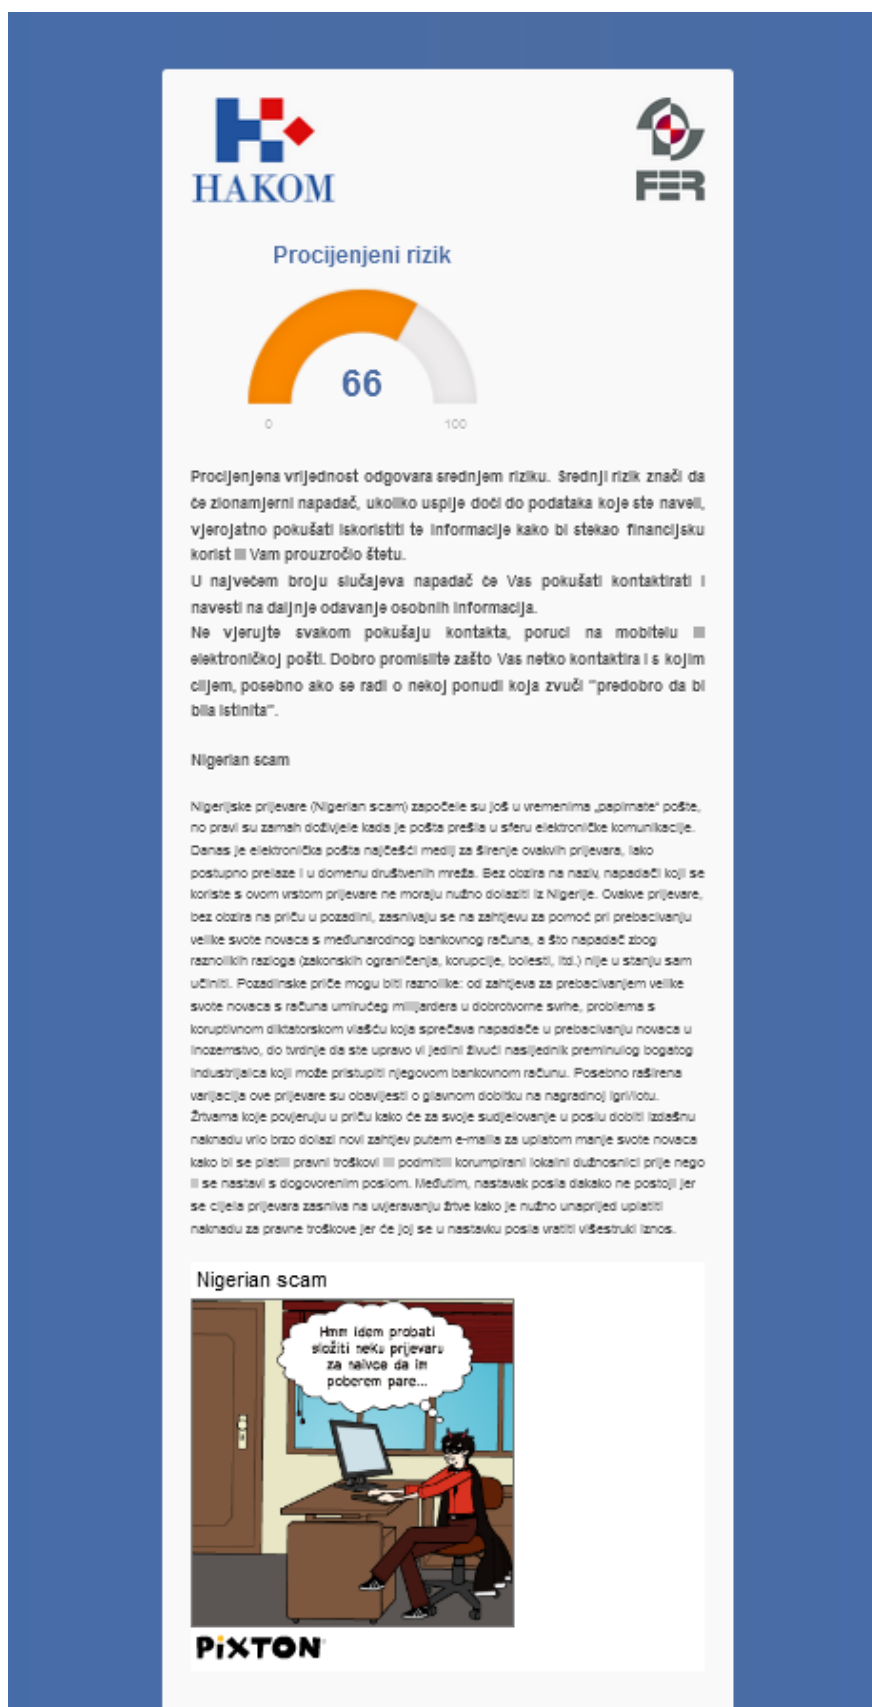 HAKOM
FER
Procijenjeni rizik
66
0 100
Procijenjena vrijednost odgovara srednjem riziku. Srednji rizik znači da
će zlonamjerni napadač, ukoliko uspije doći do podataka koje ste naveli,
vjerojatno pokušati iskoristiti te informacije kako bi stekao financijsku
korist ili Vam prouzročio štetu.
U najvećem broju slučajeva napadač će Vas pokušati kontaktirati i
navesti na daljnje odavanje osobnih informacija.
Ne vjerujte svakom pokušaju kontakta, poruci na mobitelu ili
elektroničkoj pošti. Dobro promislite zašto Vas netko kontaktira i s kojim
ciljem, posebno ako se radi o nekoj ponudi koja zvuči "predobro da bi
bila istinita".
Nigerian scam
Nigerijske prijevare (Nigerian scam) započele su još u vremenima „papirnate“ pošte,
no pravi su zamah doživjele kada je pošta prešla u sferu elektroničke komunikacije.
Danas je elektronička pošta najčešći medij za širenje ovakvih prijevara, iako
postupno prelaze i u domenu društvenih mreža. Bez obzira na naziv, napadači koji se
koriste s ovom vrstom prijevare ne moraju nužno dolaziti iz Nigerije. Ovakve prijevare,
bez obzira na priču u pozadini, zasnivaju se na zahtjevu za pomoć pri prebacivanju
velike svote novaca s međunarodnog bankovnog računa, a što napadač zbog
raznolikih razloga (zakonskih ograničenja, korupcije, bolesti, itd.) nije u stanju sam
učiniti. Pozadinske priče mogu biti raznolike: od zahtjeva za prebacivanjem velike
svote novaca s računa umirućeg milijardera u dobrotvorne svrhe, problema s
koruptivnom diktatorskom vlašću koja sprečava napadače u prebacivanju novaca u
inozemstvo, do tvrdnje da ste upravo vi jedini živući nasljednik preminulog bogatog
industrijalca koji može pristupiti njegovom bankovnom računu. Posebno raširena
varijacija ove prijevare su obavijesti o glavnom dobitku na nagradnoj igri/lotu.
Žrtvama koje povjeruju u priču kako će za svoje sudjelovanje u poslu dobiti izdašnu
naknadu vrlo brzo dolazi novi zahtjev putem e-maila za uplatom manje svote novaca
kako bi se platili pravni troškovi ili podmitili korumpirani lokalni dužnosnici prije nego
li se nastavi s dogovorenim poslom. Međutim, nastavak posla dakako ne postoji jer
se cijela prijevara zasniva na uvjeravanju žrtve kako je nužno unaprijed uplatiti
naknadu za pravne troškove jer će joj se u nastavku posla vratiti višestruki iznos.
Nigerian scam
Hmm idem probati
složiti neku prijevaru
za naivce da im
poberem pare...
PiXTON